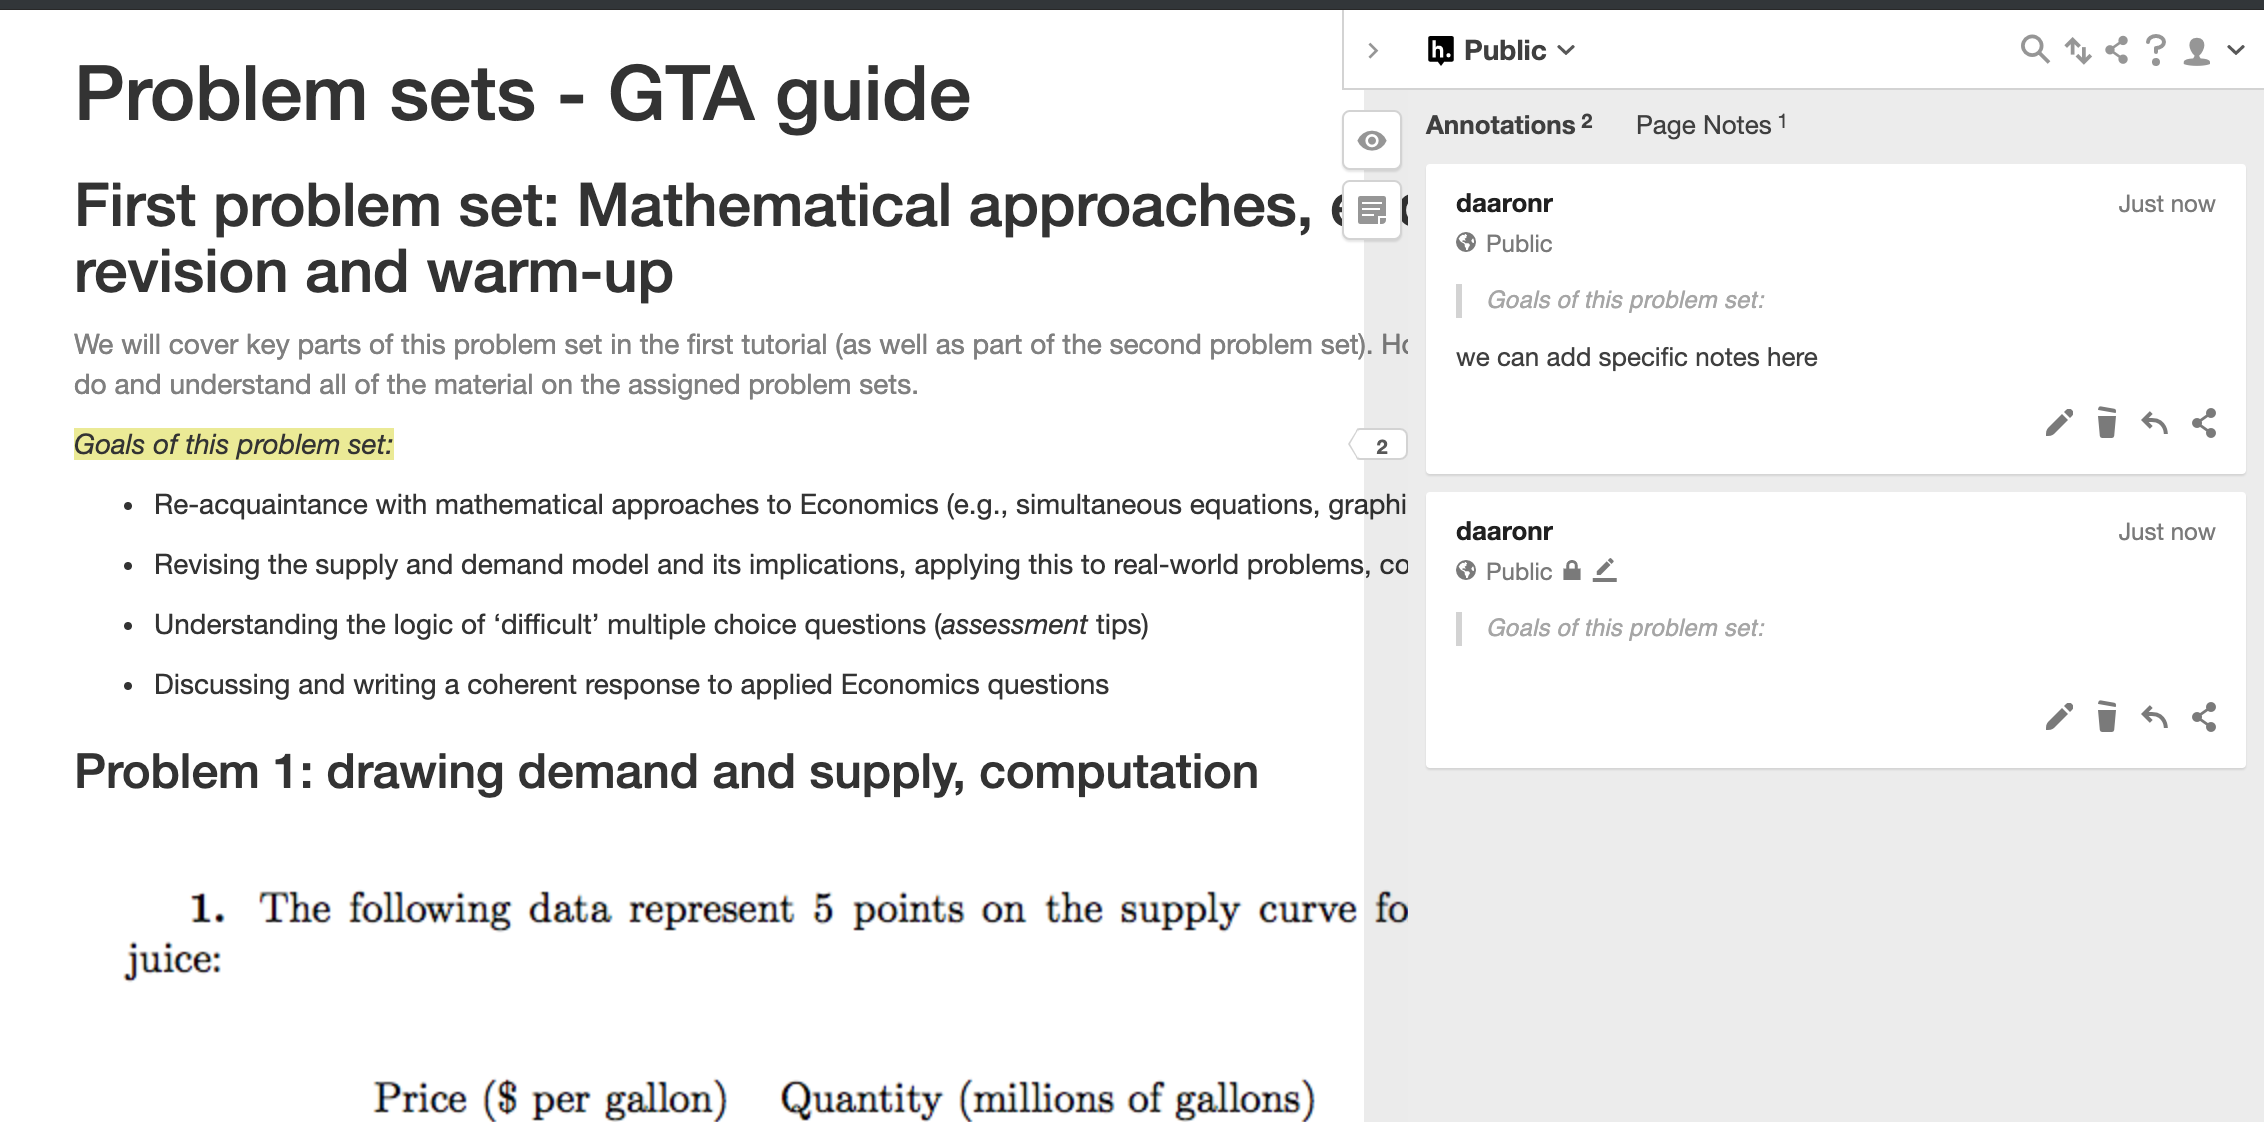 Problem sets - GTA guide
First problem set: Mathematical approaches,
revision and warm-up
We will cover key parts of this problem set in the first tutorial (as well as part of the second problem set).
do and understand all of the material on the assigned problem sets.
Goals of this problem set:
2
• Re-acquaintance with mathematical approaches to Economics (e.g., simultaneous equations, graphi
• Revising the supply and demand model and its implications, applying this to real-world problems, co
• Understanding the logic of ‘difficult’ multiple choice questions (assessment tips)
• Discussing and writing a coherent response to applied Economics questions
Problem 1: drawing demand and supply, computation
1. The following data represent 5 points on the supply curve fo
juice:
Price ($ per gallon) Quantity (millions of gallons)
h. Public
Annotations 2 Page Notes 1
daaronr Just now
Public
Goals of this problem set:
we can add specific notes here
daaronr Just now
Public
Goals of this problem set: